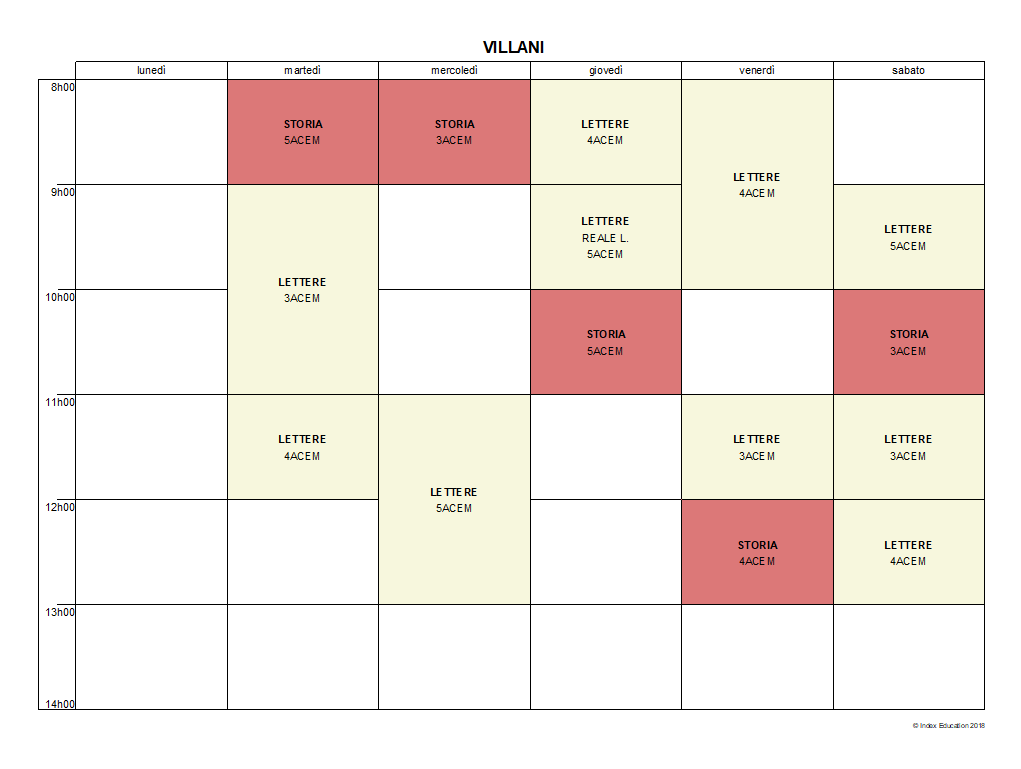 VILLANI
lunedì
martedì
mercoledì
giovedì
venerdì
sabato
8h00
STORIA
5ACEM
STORIA
3ACEM
LETTERE
4ACEM
LETTERE
4ACEM
9h00
LETTERE
3ACEM
LETTERE
REALE L.
5ACEM
LETTERE
5ACEM
10h00
STORIA
5ACEM
STORIA
3ACEM
11h00
LETTERE
4ACEM
LETTERE
5ACEM
LETTERE
3ACEM
LETTERE
3ACEM
12h00
STORIA
4ACEM
LETTERE
4ACEM
13h00
14h00
© Index Education 2018